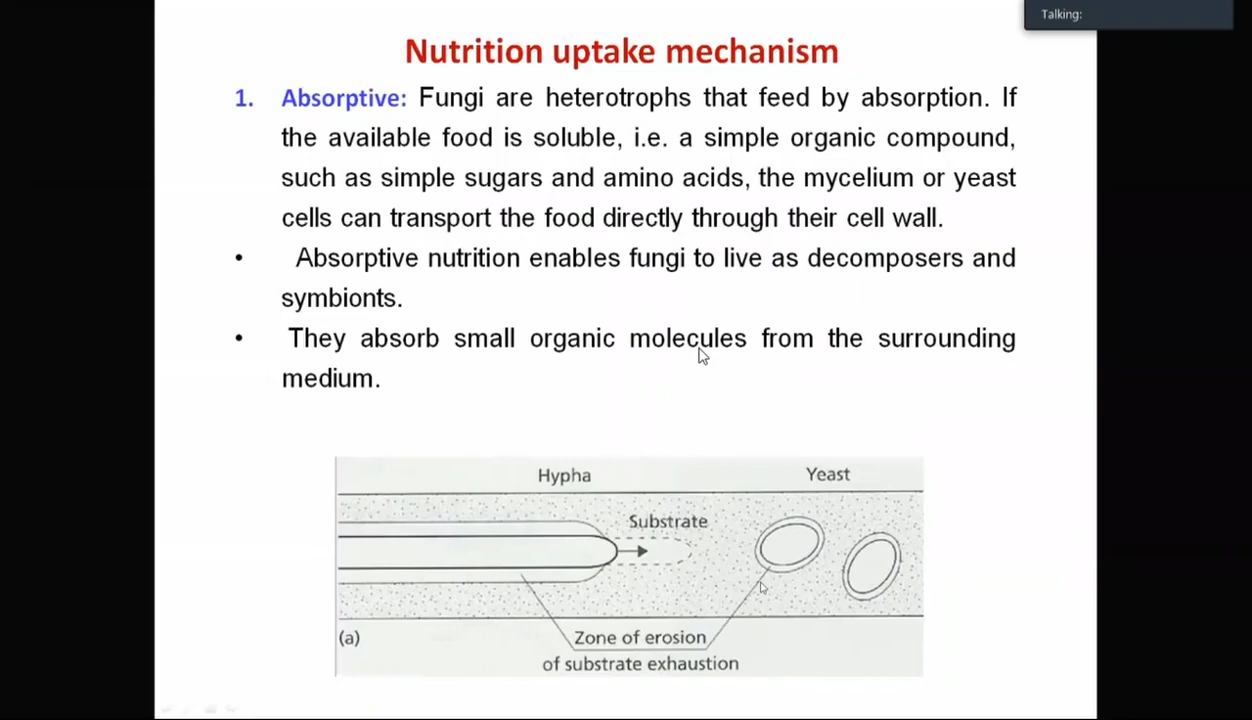 Talking:
Nutrition uptake mechanism
1. Absorptive: Fungi are heterotrophs that feed by absorption. If
the available food is soluble, i.e. a simple organic compound,
such as simple sugars and amino acids, the mycelium or yeast
cells can transport the food directly through their cell wall.
• Absorptive nutrition enables fungi to live as decomposers and
symbionts.
• They absorb small organic molecules from the surrounding
medium.
Hypha
Yeast
Substrate
Zone of erosion
of substrate exhaustion
(a)